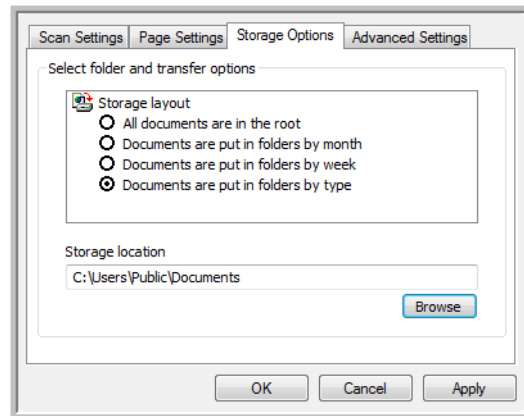 Scan Settings Page Settings Storage Options Advanced Settings
Select folder and transfer options
Storage layout
All documents are in the root
Documents are put in folders by month
Documents are put in folders by week
Documents are put in folders by type
Storage location
C:\Users\Public\Documents
Browse
OK Cancel Apply